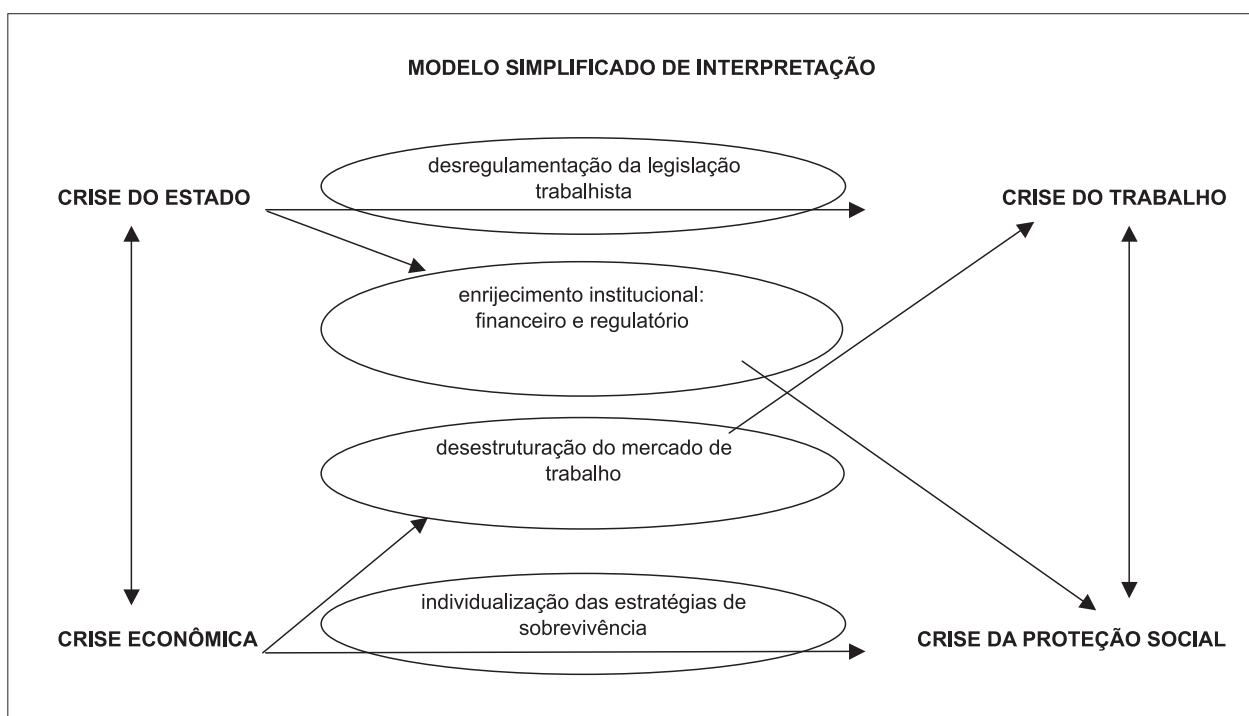 MODELO SIMPLIFICADO DE INTERPRETAÇÃO
desregulamentação da legislação
trabalhista
CRISE DO ESTADO
CRISE DO TRABALHO
enrijecimento institucional:
financeiro e regulatório
desestruturação do mercado de
trabalho
individualização das estratégias de
sobrevivência
CRISE ECONÔMICA
CRISE DA PROTEÇÃO SOCIAL